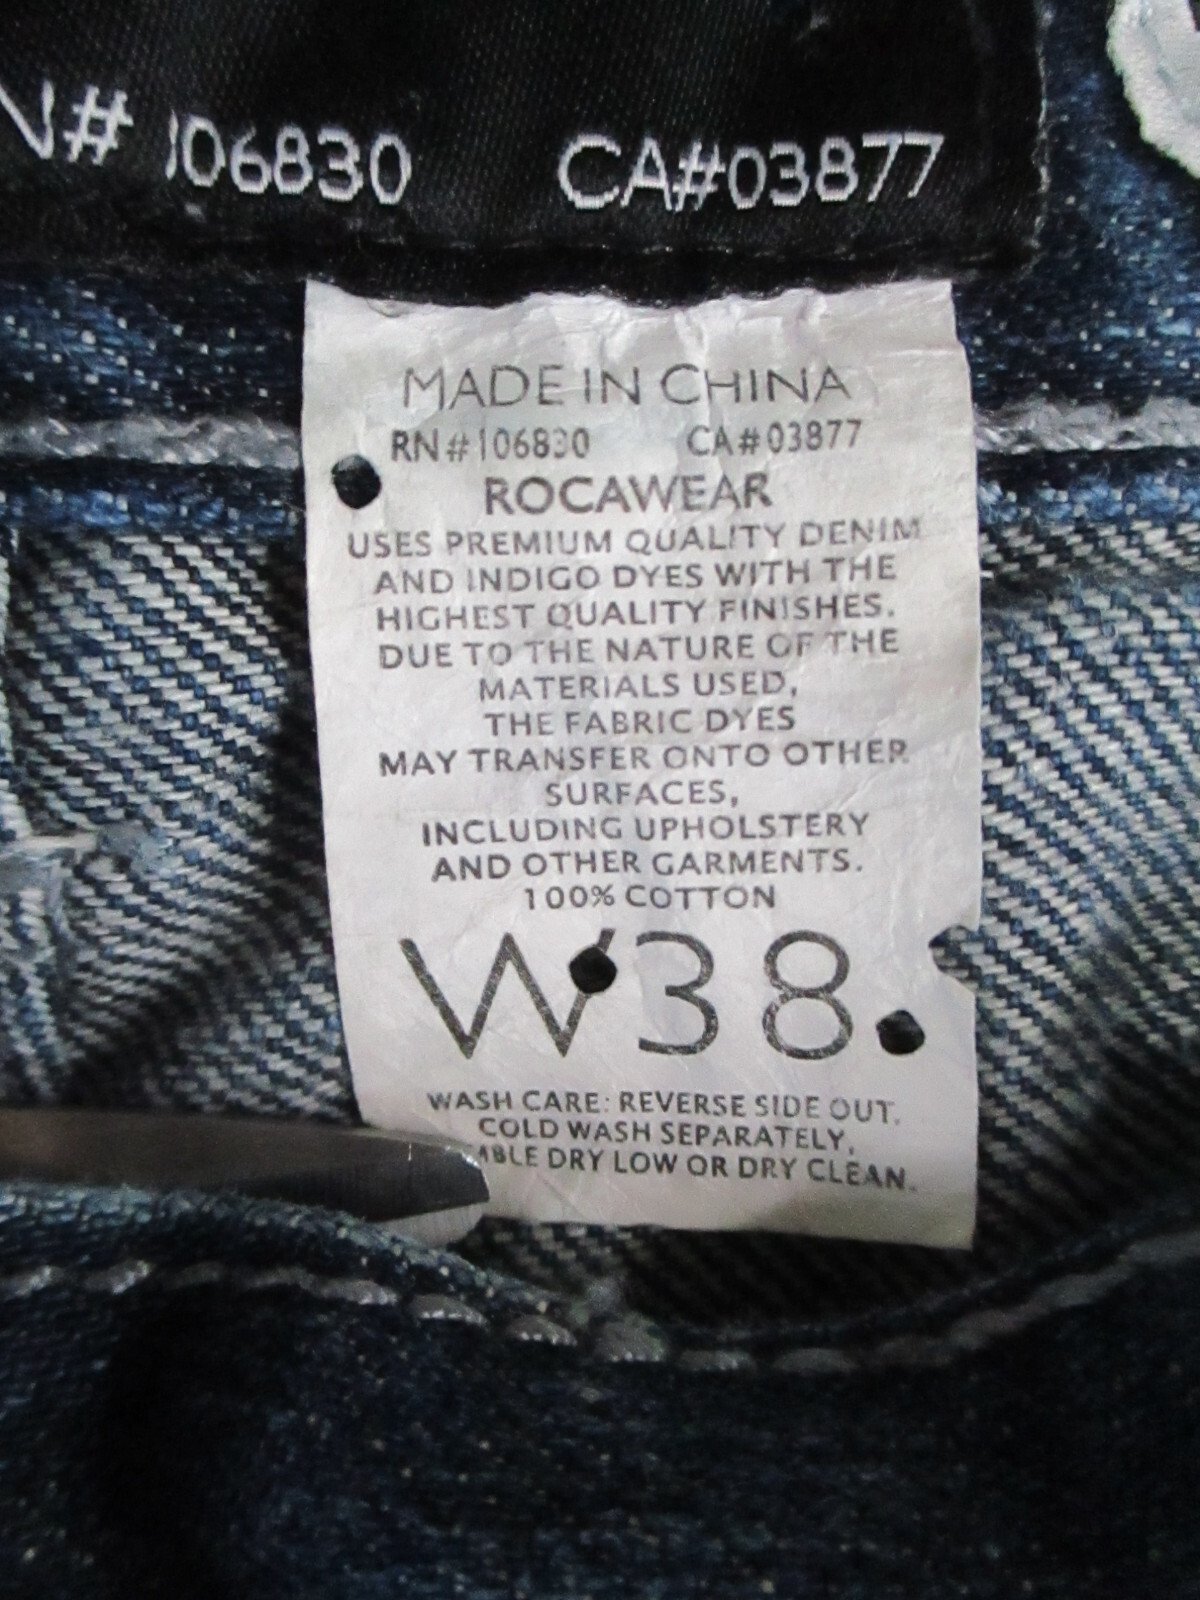 N# 106830 CA#03877
MADE IN CHINA
RN#106830 CA#03877
ROCAWEAR
USES PREMIUM QUALITY DENIM
AND INDIGO DYES WITH THE
HIGHEST QUALITY FINISHES.
DUE TO THE NATURE OF THE
MATERIALS USED,
THE FABRIC DYES
MAY TRANSFER ONTO OTHER
SURFACES,
INCLUDING UPHOLSTERY
AND OTHER GARMENTS.
100% COTTON
W38
WASH CARE: REVERSE SIDE OUT.
COLD WASH SEPARATELY,
MBLE DRY LOW OR DRY CLEAN.